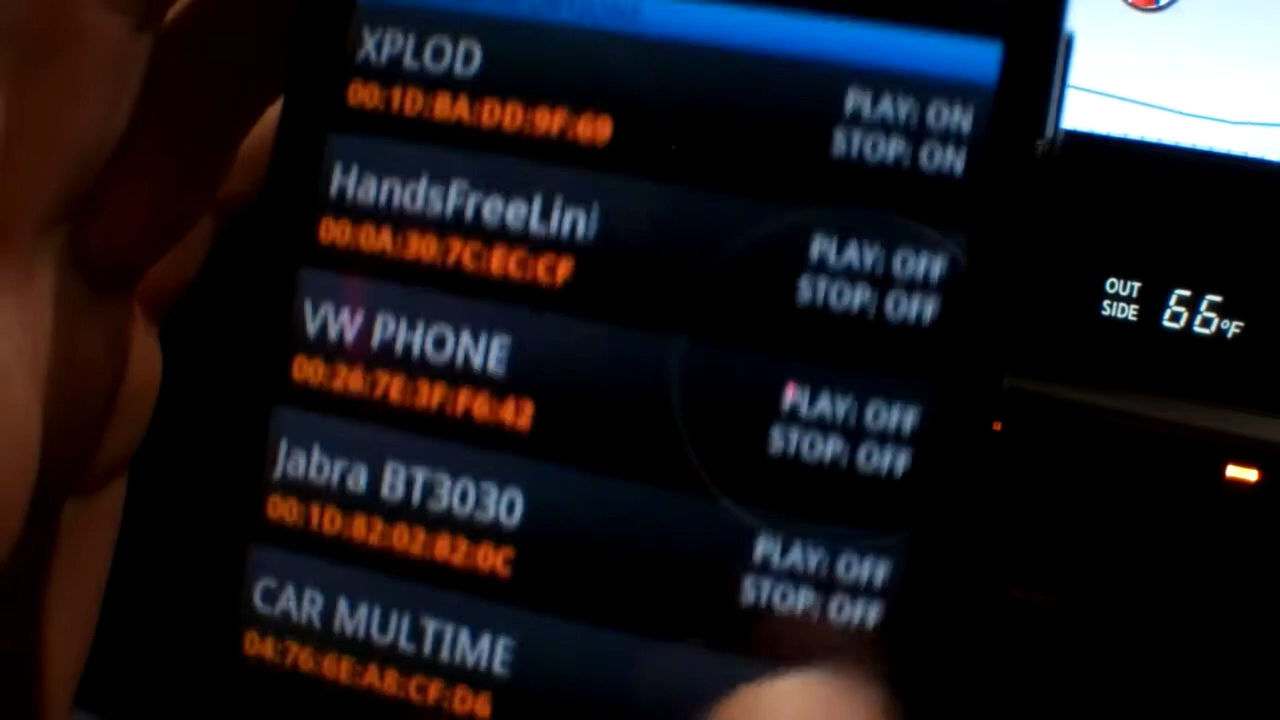 XPLOD
00:1D:BA:DD:9F:69
PLAY: ON
STOP: ON
HandsFreeLin
00:0A:30:7C:EC:CF
PLAY: OFF
STOP: OFF
VW PHONE
00:26:7E:3F:F6:42
PLAY: OFF
STOP: OFF
Jabra BT3030
00:1D:82:02:82:0C
PLAY: OFF
STOP: OFF
CAR MULTIME
04:76:6E:A8:CF:D6
OUT
SIDE 66°F